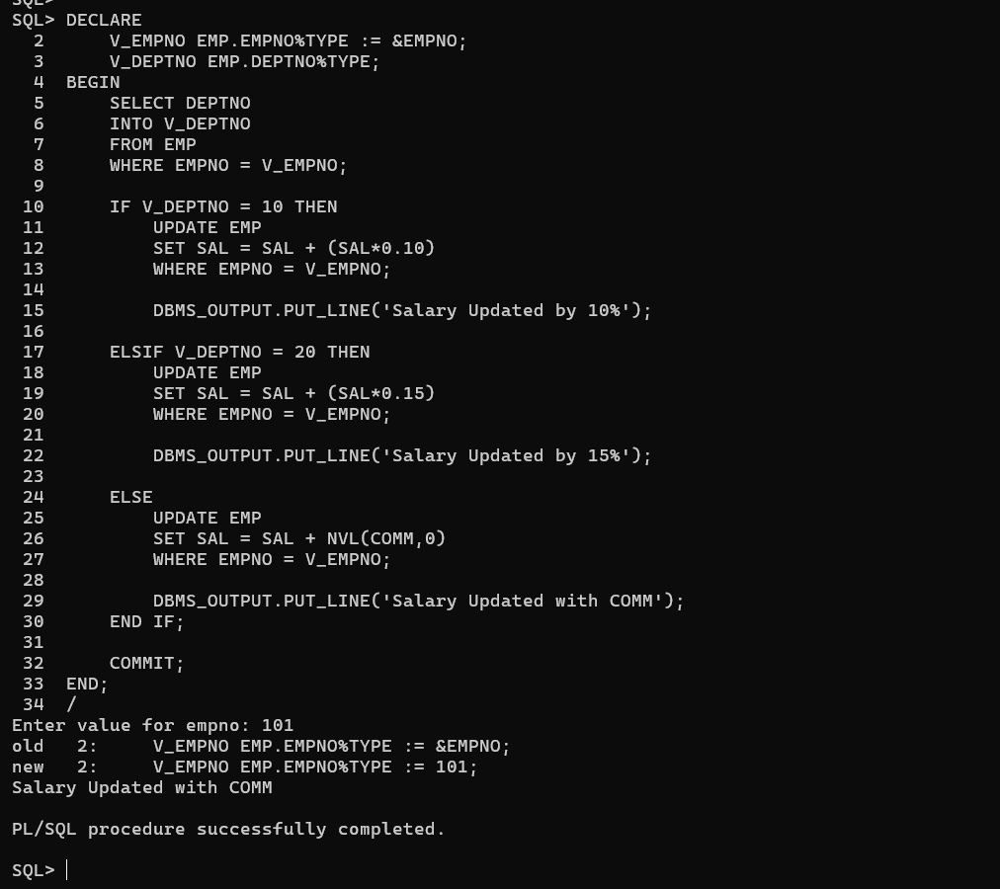 SQL>
SQL> DECLARE
  2      V_EMPNO EMP.EMPNO%TYPE := &EMPNO;
  3      V_DEPTNO EMP.DEPTNO%TYPE;
  4  BEGIN
  5      SELECT DEPTNO
  6      INTO V_DEPTNO
  7      FROM EMP
  8      WHERE EMPNO = V_EMPNO;
  9
 10      IF V_DEPTNO = 10 THEN
 11          UPDATE EMP
 12          SET SAL = SAL + (SAL*0.10)
 13          WHERE EMPNO = V_EMPNO;
 14
 15          DBMS_OUTPUT.PUT_LINE('Salary Updated by 10%');
 16
 17      ELSIF V_DEPTNO = 20 THEN
 18          UPDATE EMP
 19          SET SAL = SAL + (SAL*0.15)
 20          WHERE EMPNO = V_EMPNO;
 21
 22          DBMS_OUTPUT.PUT_LINE('Salary Updated by 15%');
 23
 24      ELSE
 25          UPDATE EMP
 26          SET SAL = SAL + NVL(COMM,0)
 27          WHERE EMPNO = V_EMPNO;
 28
 29          DBMS_OUTPUT.PUT_LINE('Salary Updated with COMM');
 30      END IF;
 31
 32      COMMIT;
 33  END;
 34  /
Enter value for empno: 101
old   2:     V_EMPNO EMP.EMPNO%TYPE := &EMPNO;
new   2:     V_EMPNO EMP.EMPNO%TYPE := 101;
Salary Updated with COMM

PL/SQL procedure successfully completed.

SQL>